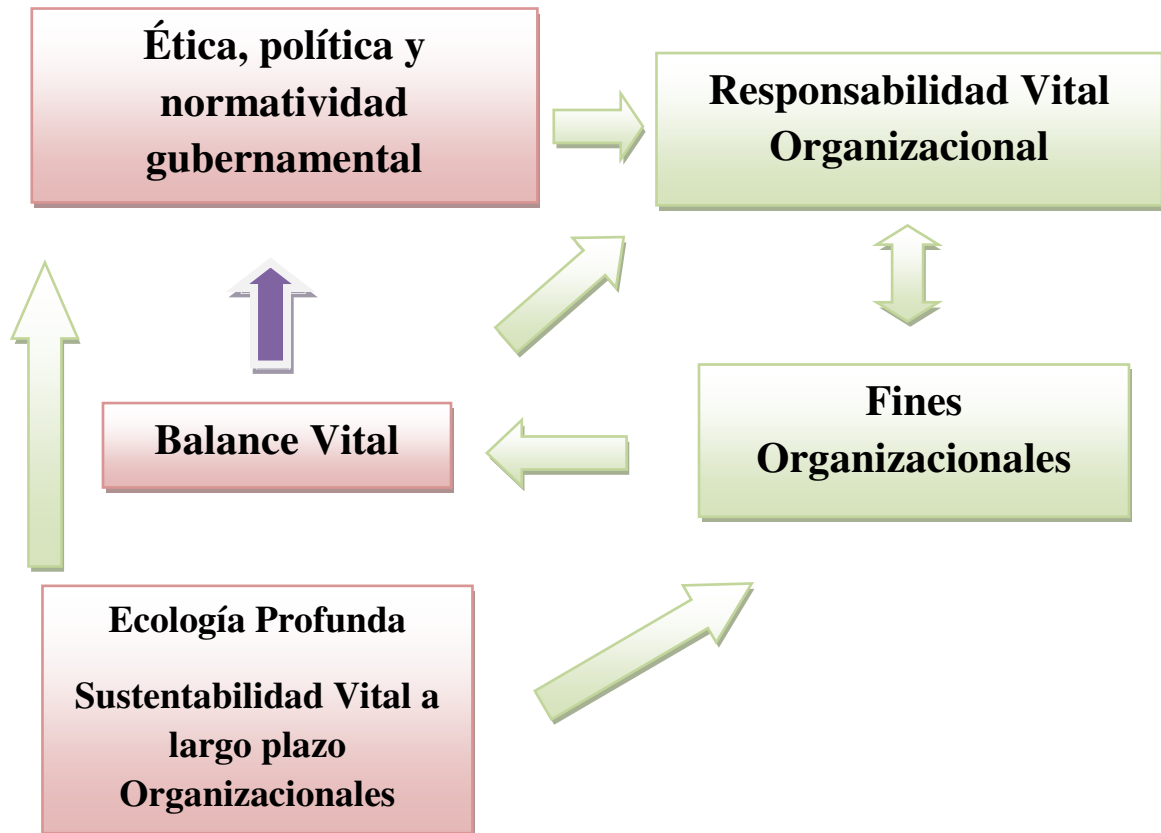 Ética, política y
normatividad
gubernamental
Responsabilidad Vital
Organizacional
Balance Vital
Fines
Organizacionales
Ecología Profunda
Sustentabilidad Vital a
largo plazo
Organizacionales